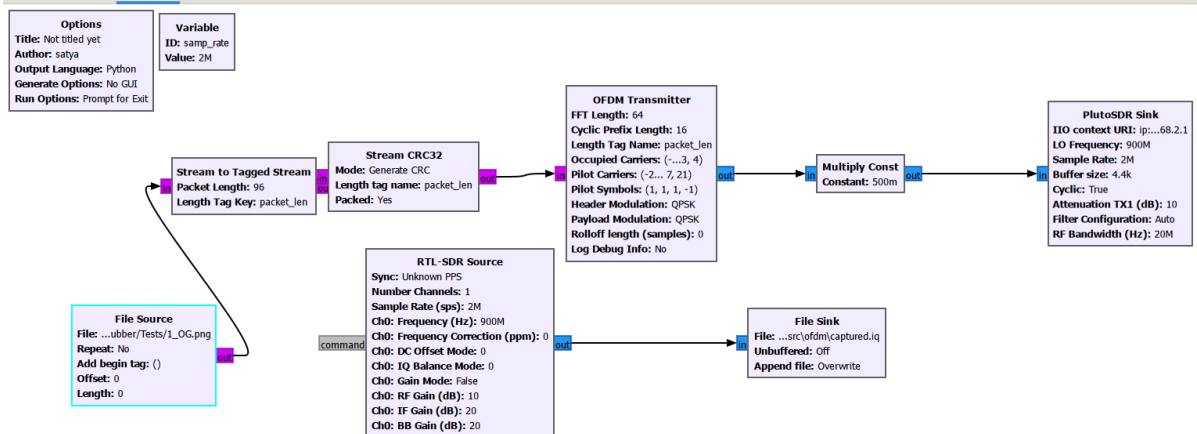 Options
Title: Not titled yet
Author: satya
Output Language: Python
Generate Options: No GUI
Run Options: Prompt for Exit
Variable
ID: samp_rate
Value: 2M
Stream to Tagged Stream
Packet Length: 96
Length Tag Key: packet_len
in
out
Stream CRC32
Mode: Generate CRC
Length tag name: packet_len
Packed: Yes
in
out
OFDM Transmitter
FFT Length: 64
Cyclic Prefix Length: 16
Length Tag Name: packet_len
Occupied Carriers: (-...3, 4)
Pilot Carriers: (-2... 7, 21)
Pilot Symbols: (1, 1, 1, -1)
Header Modulation: QPSK
Payload Modulation: QPSK
Rolloff length (samples): 0
Log Debug Info: No
in
out
Multiply Const
Constant: 500m
in
out
PlutoSDR Sink
IIO context URI: ip:...68.2.1
LO Frequency: 900M
Sample Rate: 2M
Buffer size: 4.4k
Cyclic: True
Attenuation TX1 (dB): 10
Filter Configuration: Auto
RF Bandwidth (Hz): 20M
in
File Source
File: ...ubber/Tests/1_OG.png
Repeat: No
Add begin tag: ()
Offset: 0
Length: 0
out
RTL-SDR Source
Sync: Unknown PPS
Number Channels: 1
Sample Rate (sps): 2M
Ch0: Frequency (Hz): 900M
Ch0: Frequency Correction (ppm): 0
Ch0: DC Offset Mode: 0
Ch0: IQ Balance Mode: 0
Ch0: Gain Mode: False
Ch0: RF Gain (dB): 10
Ch0: IF Gain (dB): 20
Ch0: BB Gain (dB): 20
command
out
File Sink
File: ...src\ofdm\captured.iq
Unbuffered: Off
Append file: Overwrite
in